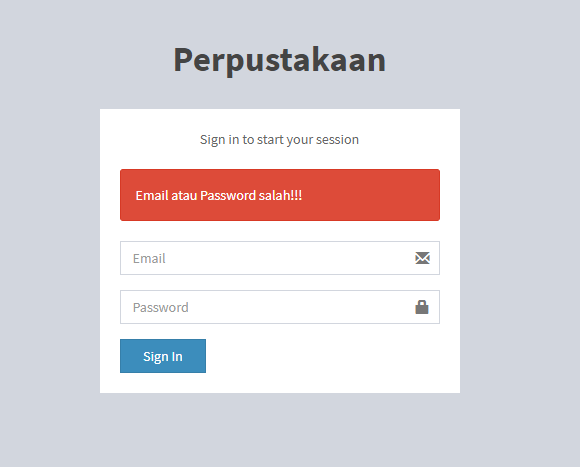 Perpustakaan
Sign in to start your session
Email atau Password salah!!!
Email
Password
Sign In